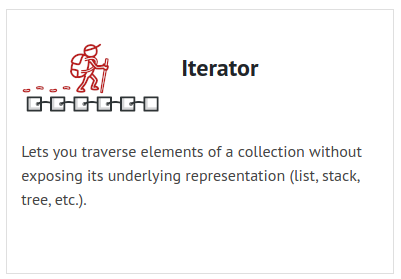 Iterator
Lets you traverse elements of a collection without
exposing its underlying representation (list, stack,
tree, etc.).